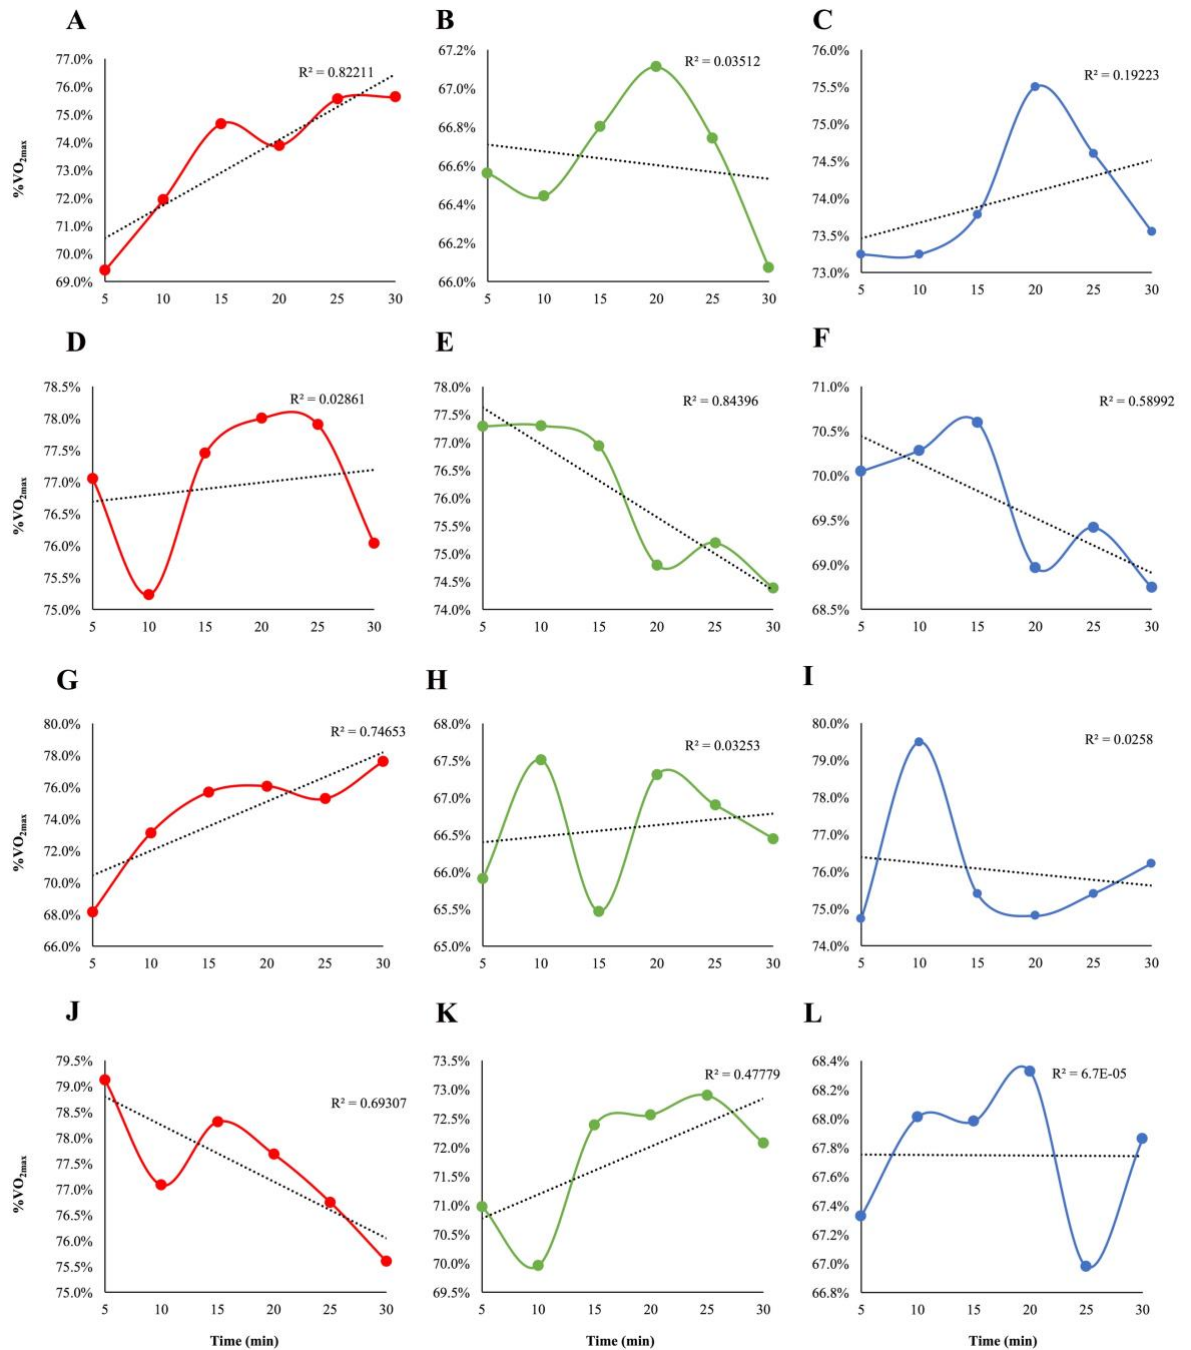 A
%VO2max
77.0%
76.0%
75.0%
74.0%
73.0%
72.0%
71.0%
70.0%
69.0%
R² = 0.82211
5 10 15 20 25 30
B
67.2%
67.0%
66.8%
66.6%
66.4%
66.2%
66.0%
R² = 0.03512
5 10 15 20 25 30
C
76.0%
75.5%
75.0%
74.5%
74.0%
73.5%
73.0%
R² = 0.19223
5 10 15 20 25 30
D
%VO2max
78.5%
78.0%
77.5%
77.0%
76.5%
76.0%
75.5%
75.0%
R² = 0.02861
5 10 15 20 25 30
E
78.0%
77.5%
77.0%
76.5%
76.0%
75.5%
75.0%
74.5%
74.0%
R² = 0.84396
5 10 15 20 25 30
F
71.0%
70.5%
70.0%
69.5%
69.0%
68.5%
R² = 0.58992
5 10 15 20 25 30
G
%VO2max
80.0%
78.0%
76.0%
74.0%
72.0%
70.0%
68.0%
66.0%
R² = 0.74653
5 10 15 20 25 30
H
68.0%
67.5%
67.0%
66.5%
66.0%
65.5%
65.0%
R² = 0.03253
5 10 15 20 25 30
I
80.0%
79.0%
78.0%
77.0%
76.0%
75.0%
74.0%
R² = 0.0258
5 10 15 20 25 30
J
%VO2max
79.5%
79.0%
78.5%
78.0%
77.5%
77.0%
76.5%
76.0%
75.5%
75.0%
R² = 0.69307
5 10 15 20 25 30
Time (min)
K
73.5%
73.0%
72.5%
72.0%
71.5%
71.0%
70.5%
70.0%
69.5%
R² = 0.47779
5 10 15 20 25 30
Time (min)
L
68.4%
68.2%
68.0%
67.8%
67.6%
67.4%
67.2%
67.0%
66.8%
R² = 6.7E-05
5 10 15 20 25 30
Time (min)